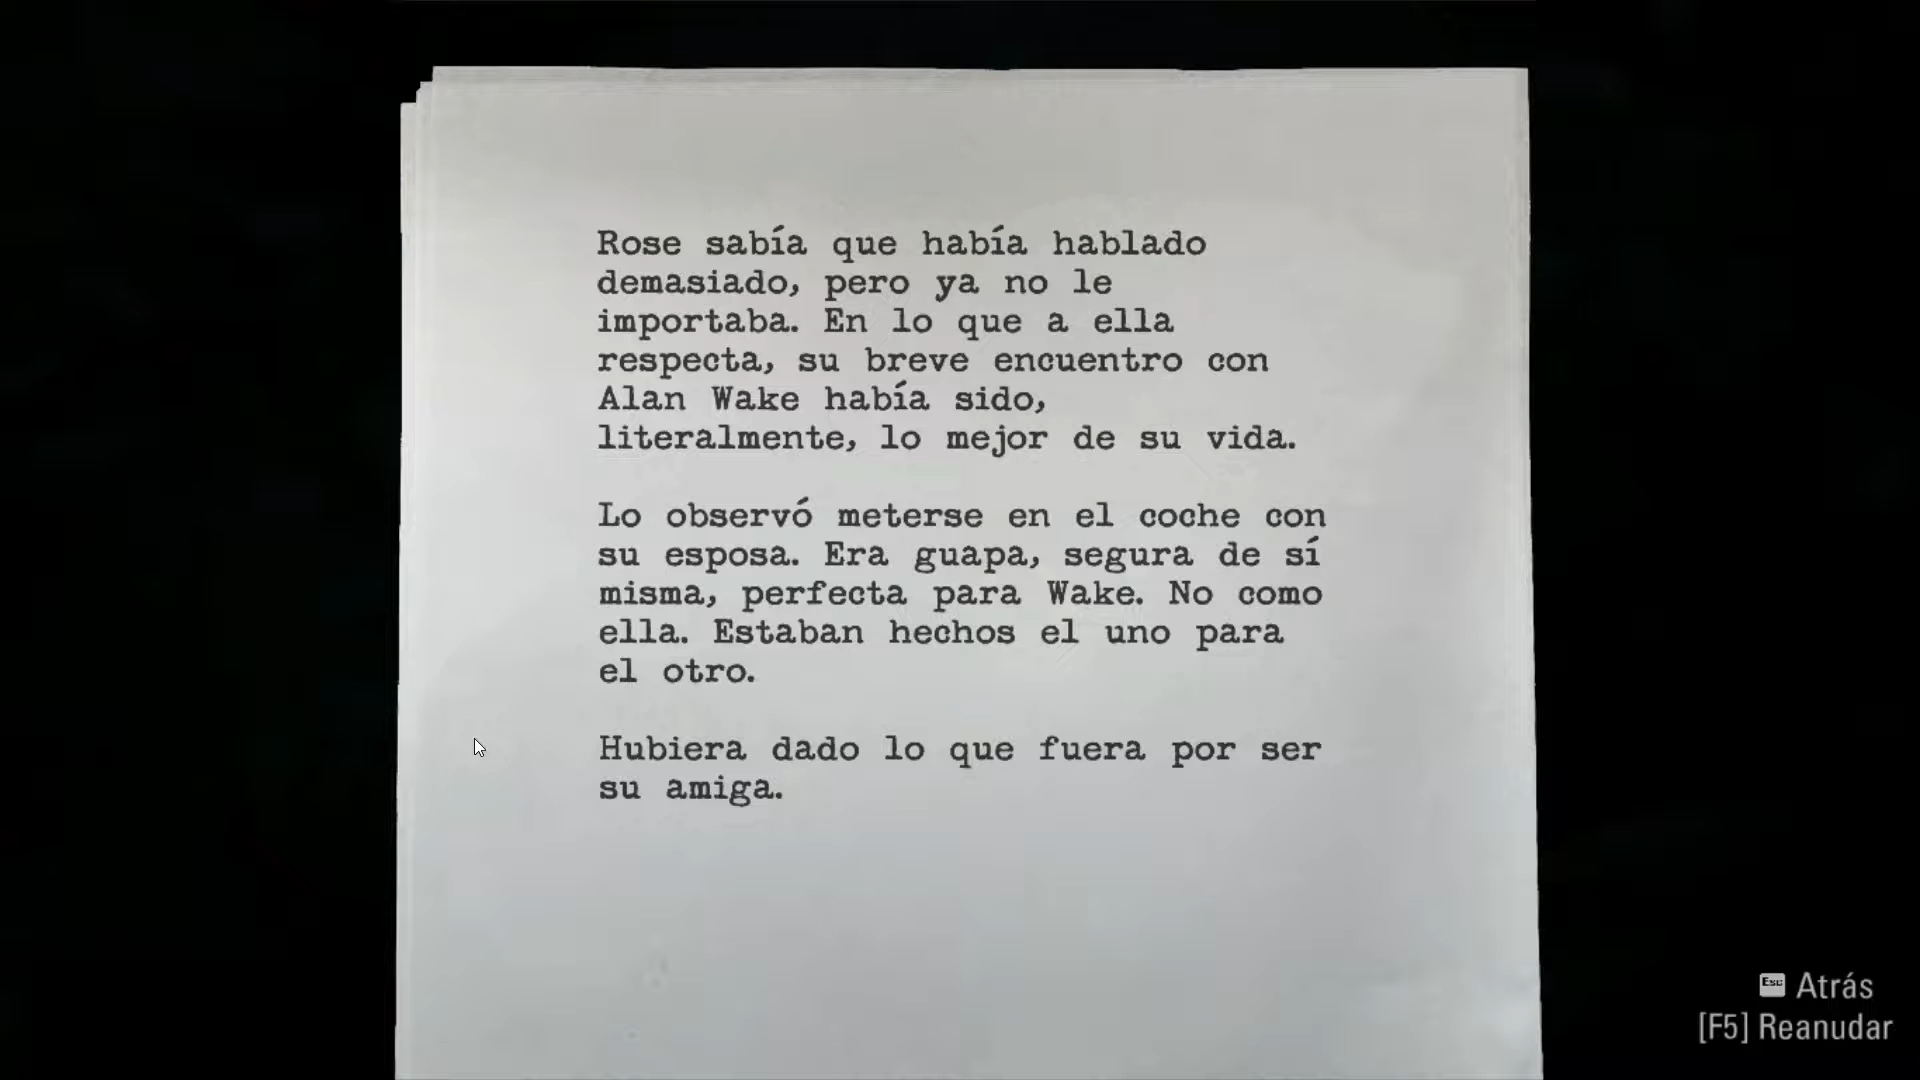 Rose sabía que había hablado
demasiado, pero ya no le
importaba. En lo que a ella
respecta, su breve encuentro con
Alan Wake había sido,
literalmente, lo mejor de su vida.
Lo observó meterse en el coche con
su esposa. Era guapa, segura de sí
misma, perfecta para Wake. No como
ella. Estaban hechos el uno para
el otro.
Hubiera dado lo que fuera por ser
su amiga.
Esc Atrás
[F5] Reanudar